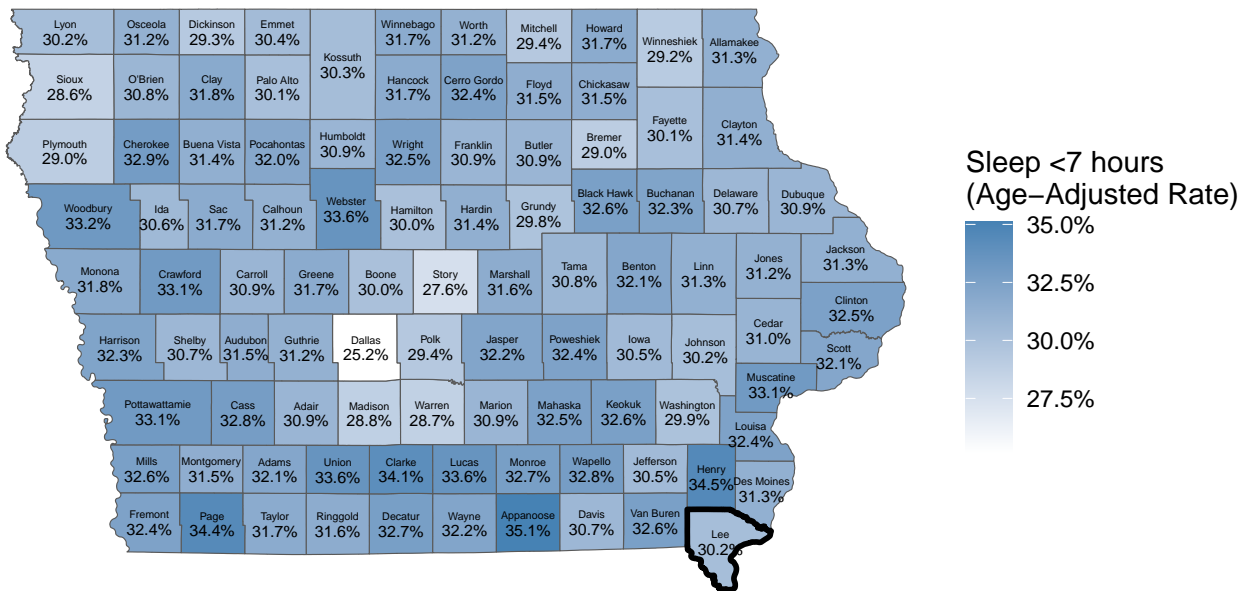 Lyon
30.2%
Osceola
31.2%
Dickinson
29.3%
Emmet
30.4%
Kossuth
30.3%
Winnebago
31.7%
Worth
31.2%
Mitchell
29.4%
Howard
31.7%
Winneshiek
29.2%
Allamakee
31.3%
Sioux
28.6%
O'Brien
30.8%
Clay
31.8%
Palo Alto
30.1%
Hancock
31.7%
Cerro Gordo
32.4%
Floyd
31.5%
Chickasaw
31.5%
Fayette
30.1%
Clayton
31.4%
Plymouth
29.0%
Cherokee
32.9%
Buena Vista
31.4%
Pocahontas
32.0%
Humboldt
30.9%
Wright
32.5%
Franklin
30.9%
Butler
30.9%
Bremer
29.0%
Woodbury
33.2%
Ida
30.6%
Sac
31.7%
Calhoun
31.2%
Webster
33.6%
Hamilton
30.0%
Hardin
31.4%
Grundy
29.8%
Black Hawk
32.6%
Buchanan
32.3%
Delaware
30.7%
Dubuque
30.9%
Monona
31.8%
Crawford
33.1%
Carroll
30.9%
Greene
31.7%
Boone
30.0%
Story
27.6%
Marshall
31.6%
Tama
30.8%
Benton
32.1%
Linn
31.3%
Jones
31.2%
Jackson
31.3%
Clinton
32.5%
Harrison
32.3%
Shelby
30.7%
Audubon
31.5%
Guthrie
31.2%
Dallas
25.2%
Polk
29.4%
Jasper
32.2%
Poweshiek
32.4%
Iowa
30.5%
Johnson
30.2%
Cedar
31.0%
Scott
32.1%
Muscatine
33.1%
Pottawattamie
33.1%
Cass
32.8%
Adair
30.9%
Madison
28.8%
Warren
28.7%
Marion
30.9%
Mahaska
32.5%
Keokuk
32.6%
Washington
29.9%
Louisa
32.4%
Mills
32.6%
Montgomery
31.5%
Adams
32.1%
Union
33.6%
Clarke
34.1%
Lucas
33.6%
Monroe
32.7%
Wapello
32.8%
Jefferson
30.5%
Henry
34.5%
Des Moines
31.3%
Fremont
32.4%
Page
34.4%
Taylor
31.7%
Ringgold
31.6%
Decatur
32.7%
Wayne
32.2%
Appanoose
35.1%
Davis
30.7%
Van Buren
32.6%
Lee
30.2%
Sleep <7 hours
(Age−Adjusted Rate)
35.0%
32.5%
30.0%
27.5%